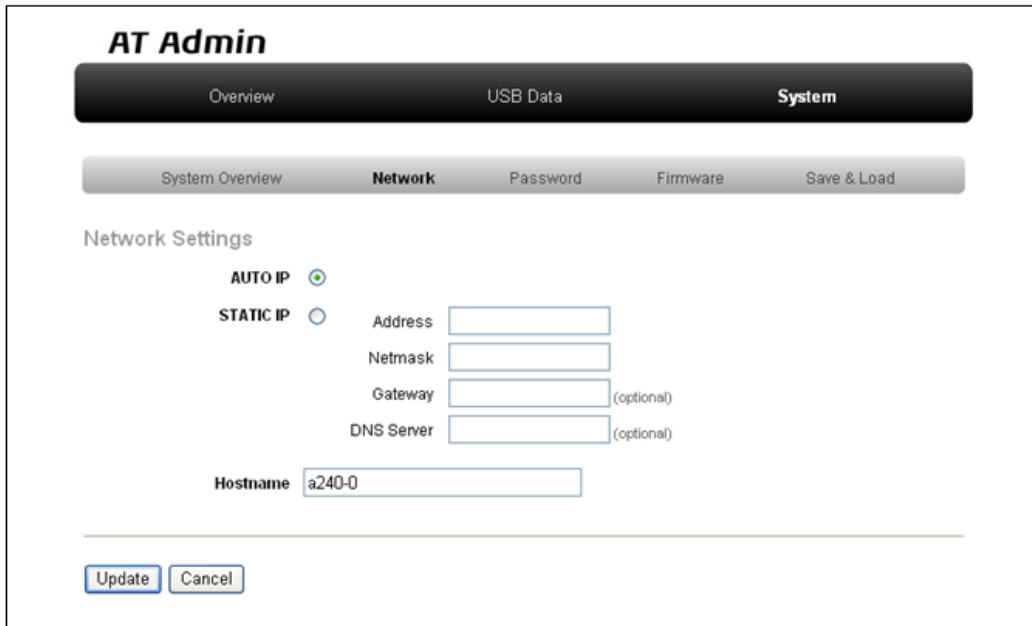 AT Admin
Overview USB Data System
System Overview Network Password Firmware Save & Load
Network Settings
AUTO IP
STATIC IP Address
Netmask
Gateway (optional)
DNS Server (optional)
Hostname a240-0
Update Cancel